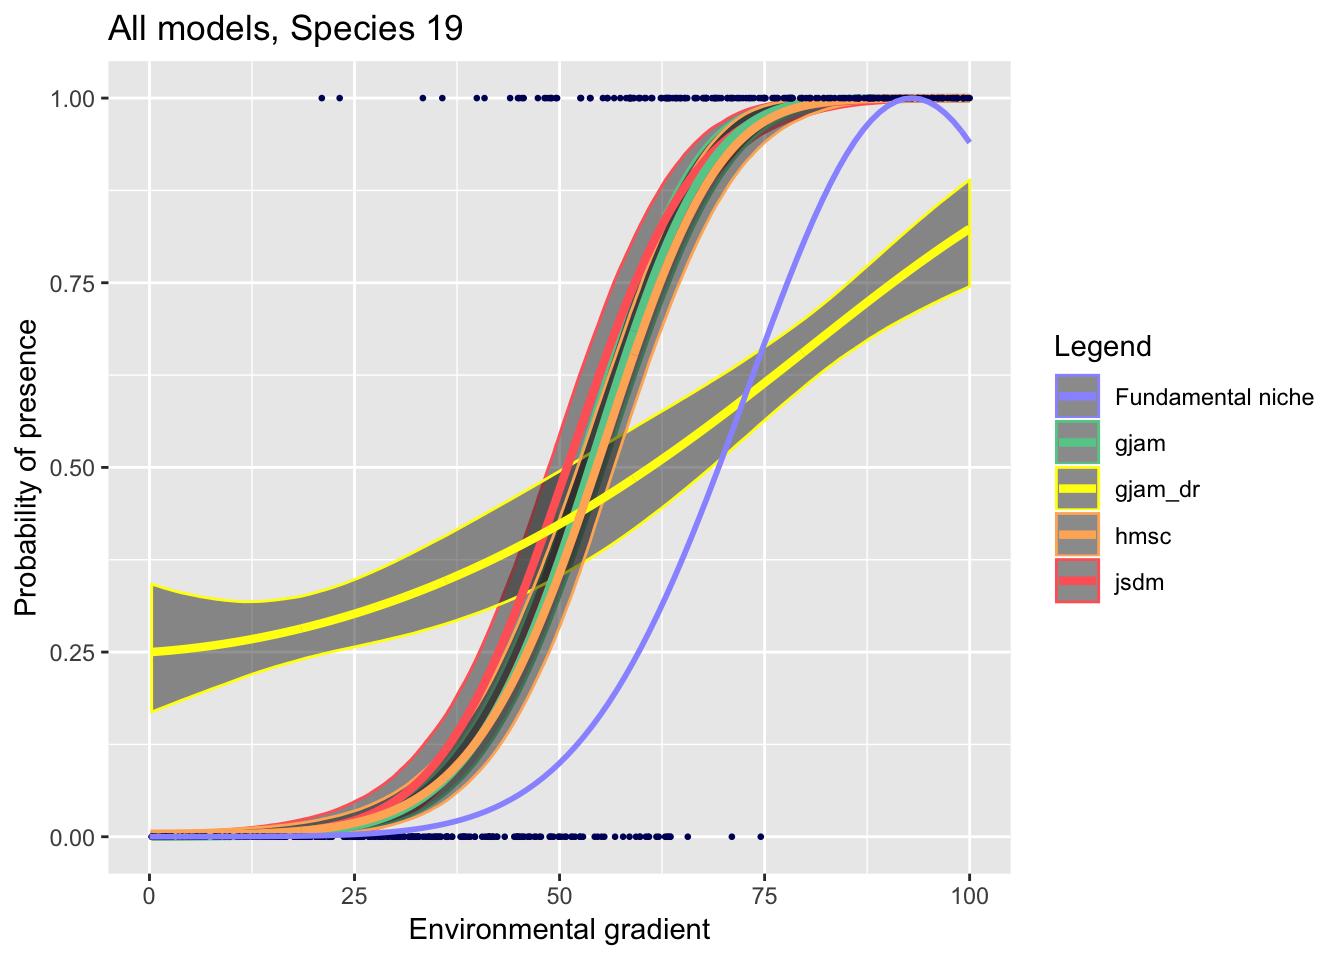 All models, Species 19
1.00
0.75
0.50
0.25
0.00
Probability of presence
0 25 50 75 100
Environmental gradient
Legend
Fundamental niche
gjam
gjam_dr
hmsc
jsdm